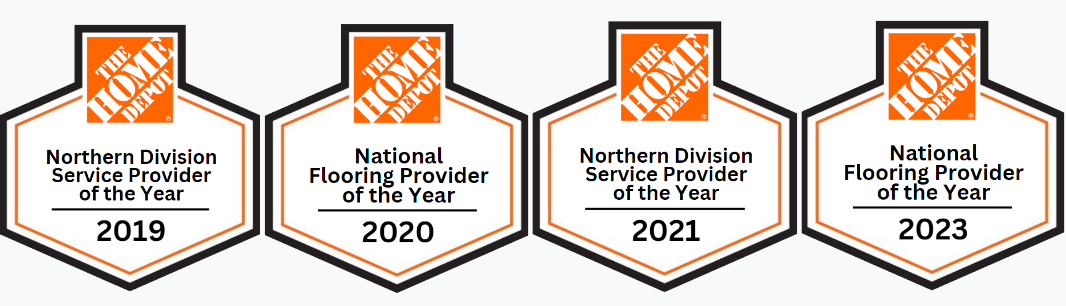 THE
HOME
DEPOT
®
Northern Division
Service Provider
of the Year
2019
THE
HOME
DEPOT
®
National
Flooring Provider
of the Year
2020
THE
HOME
DEPOT
®
Northern Division
Service Provider
of the Year
2021
THE
HOME
DEPOT
®
National
Flooring Provider
of the Year
2023